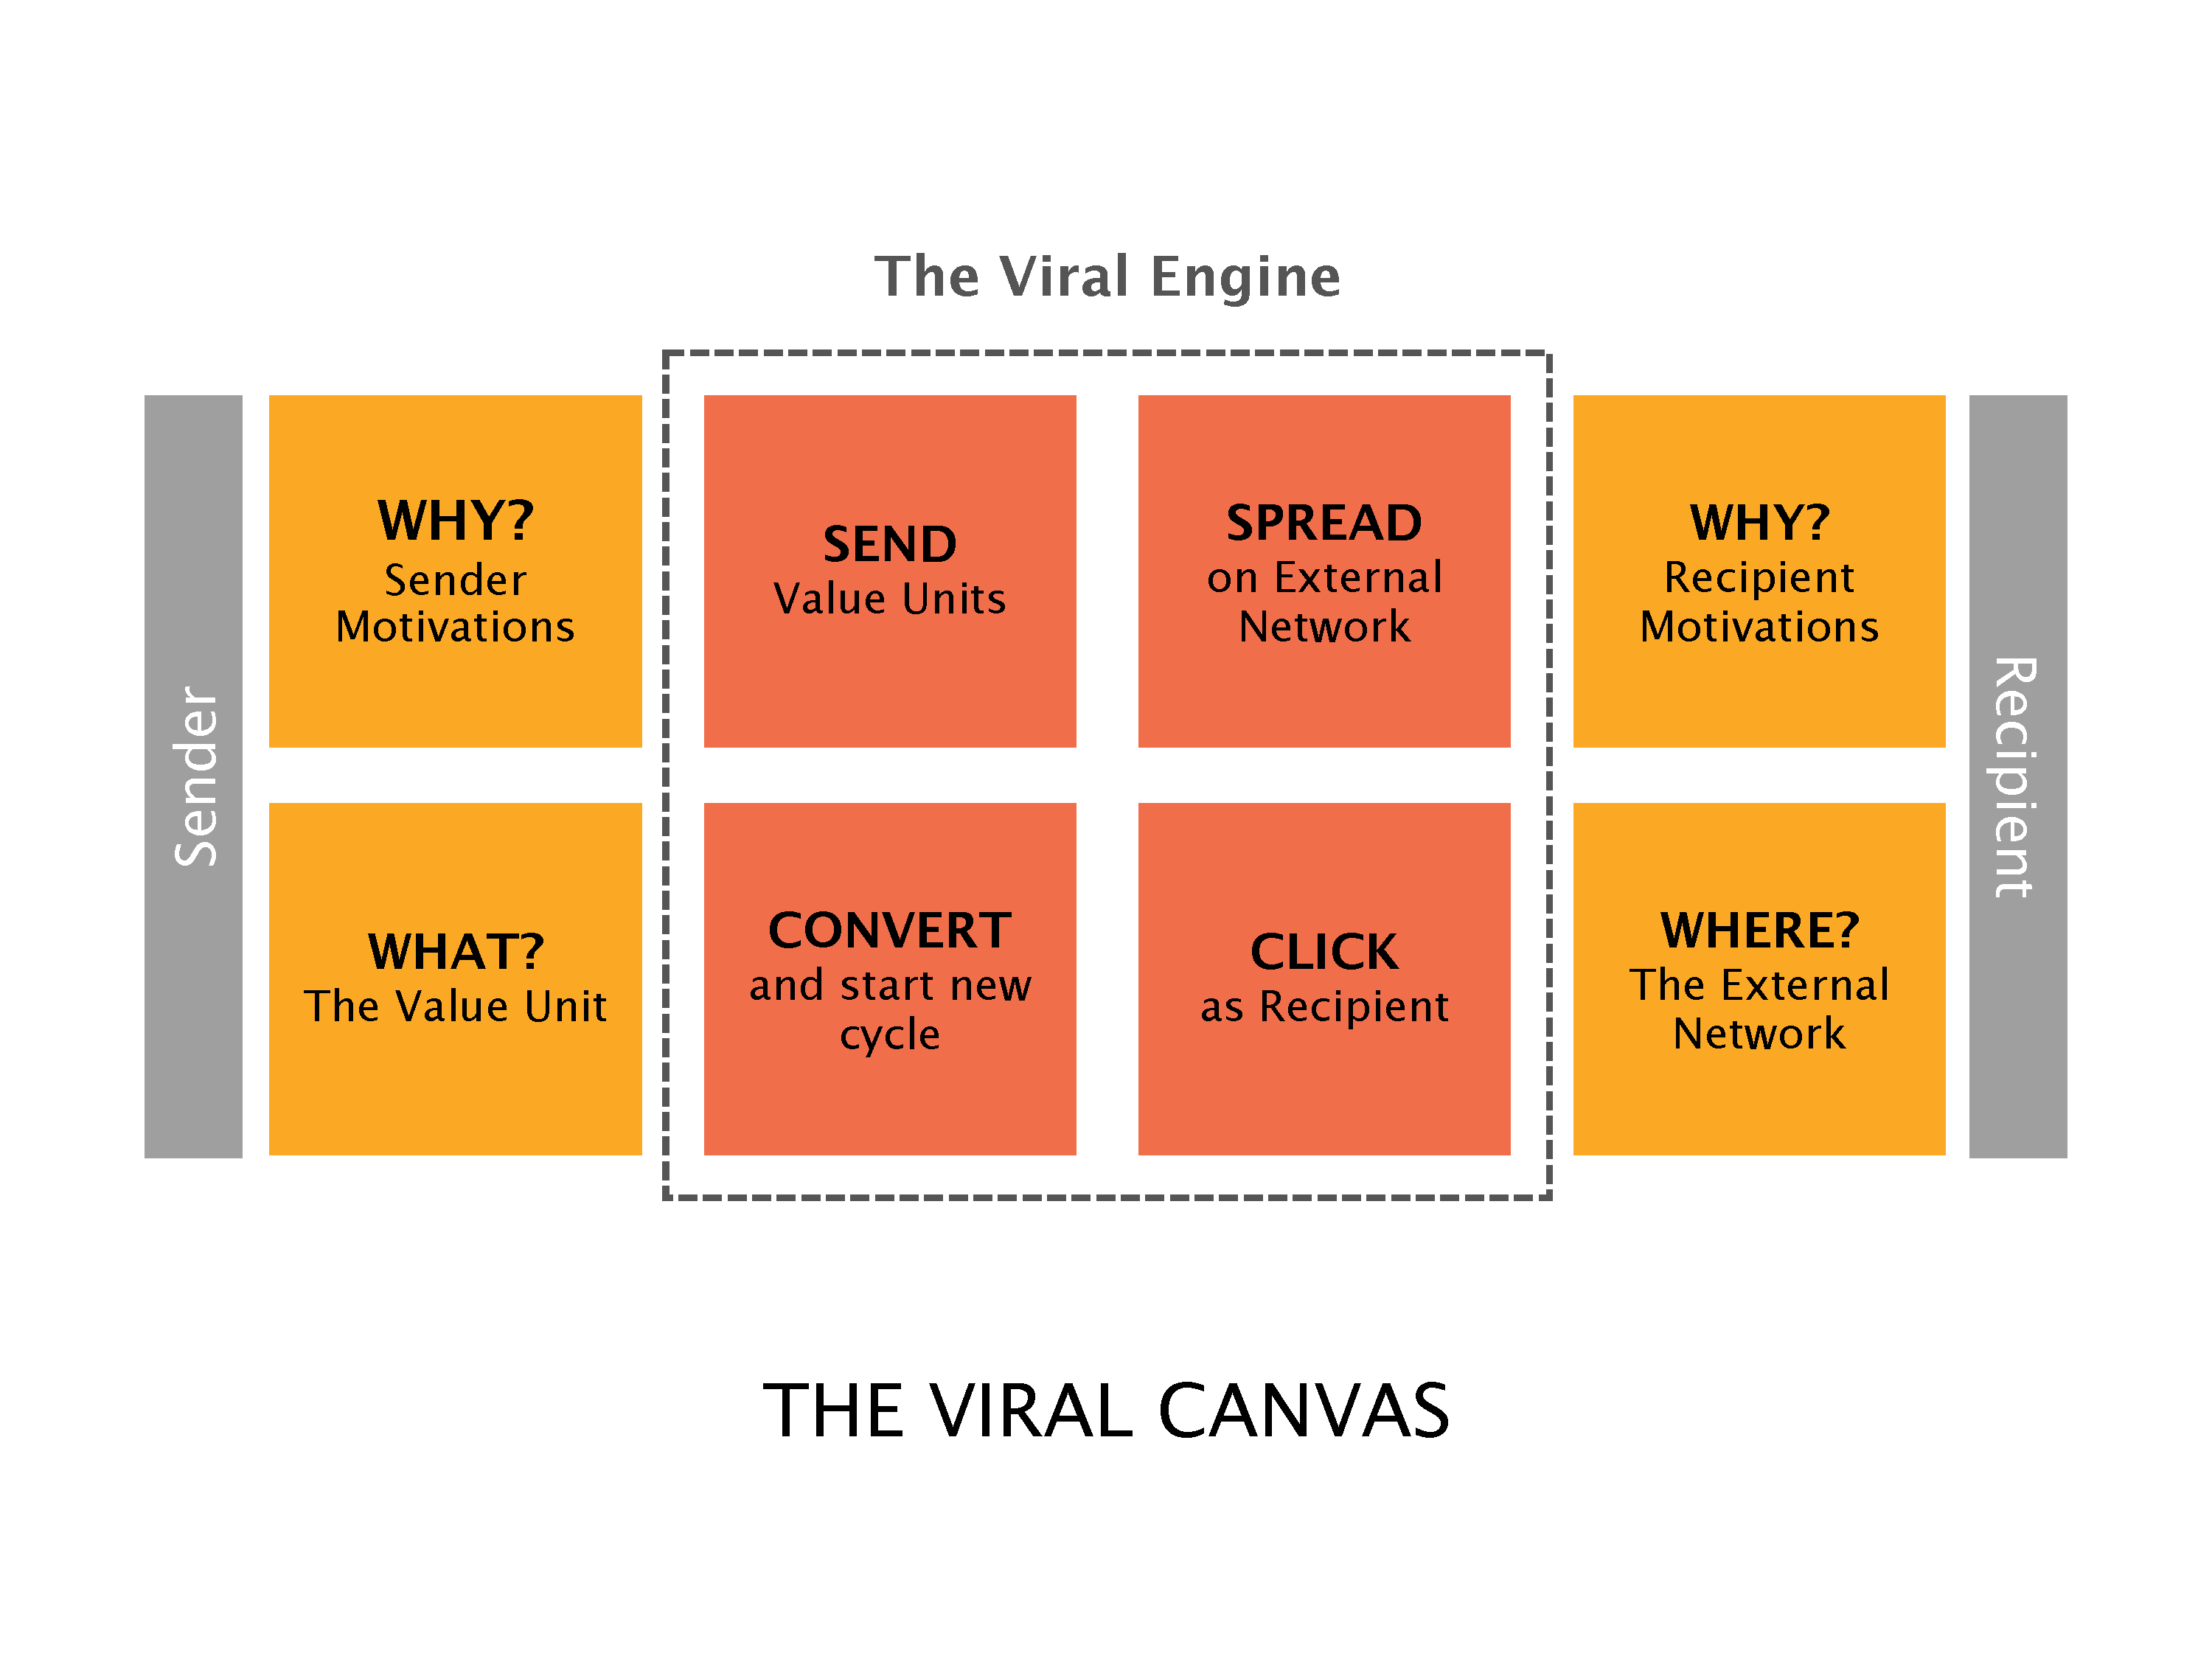 The Viral Engine
Sender
WHY?
Sender
Motivations
SEND
Value Units
SPREAD
on External
Network
WHY?
Recipient
Motivations
Recipient
WHAT?
The Value Unit
CONVERT
and start new
cycle
CLICK
as Recipient
WHERE?
The External
Network
THE VIRAL CANVAS